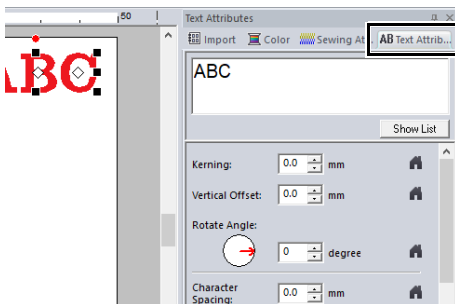 50
Text Attributes
Import Color Sewing At... AB Text Attrib...
ABC
ABC
Show List
Kerning: 0.0 mm
Vertical Offset: 0.0 mm
Rotate Angle:
0 degree
Character
Spacing: 0.0 mm